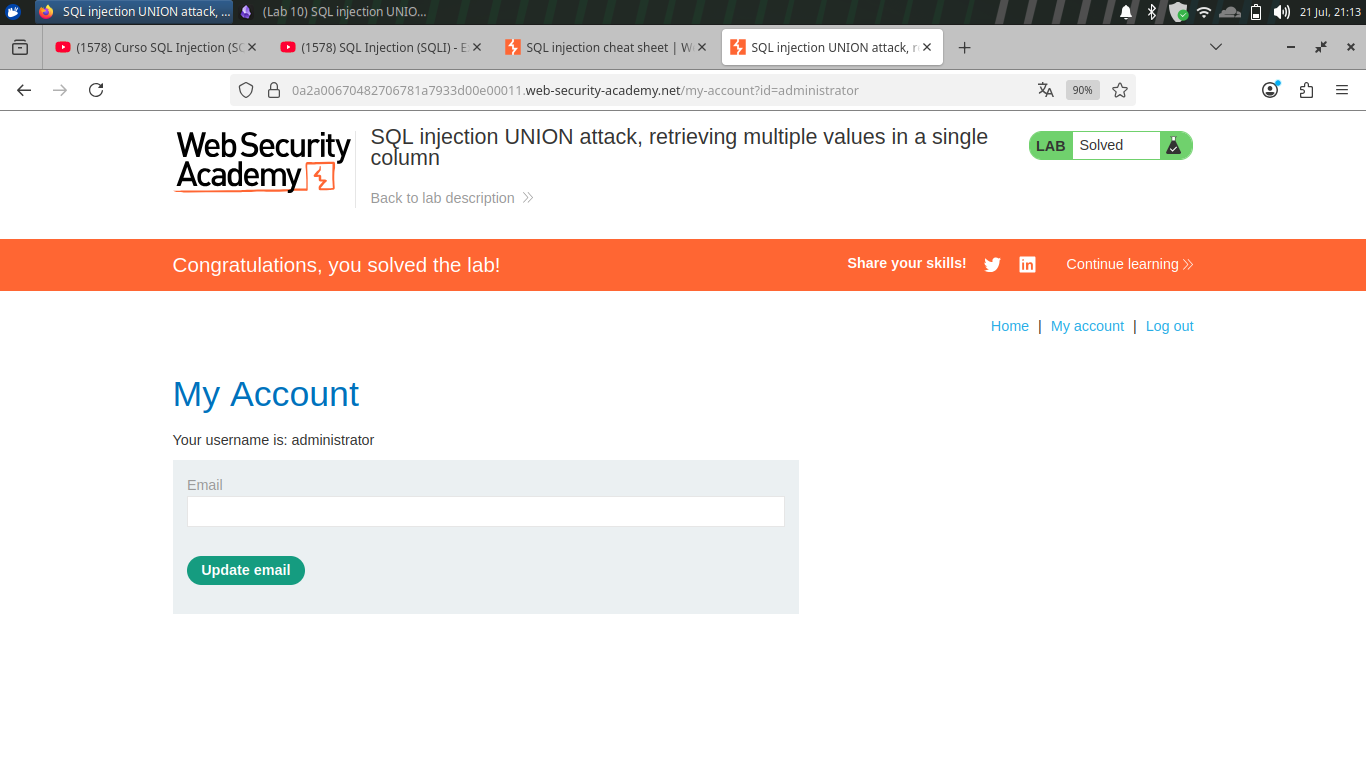 SQL injection UNION attack, ...
(Lab 10) SQL injection UNIO...
21 Jul, 21:13
(1578) Curso SQL Injection (SQ
(1578) SQL Injection (SQLI) - E
SQL injection cheat sheet | We
SQL injection UNION attack, r
0a2a00670482706781a7933d00e00011.web-security-academy.net/my-account?id=administrator
90%
WebSecurity
Academy
SQL injection UNION attack, retrieving multiple values in a single
column
LAB Solved
Back to lab description
Congratulations, you solved the lab!
Share your skills!
Continue learning
Home | My account | Log out
My Account
Your username is: administrator
Email
Update email